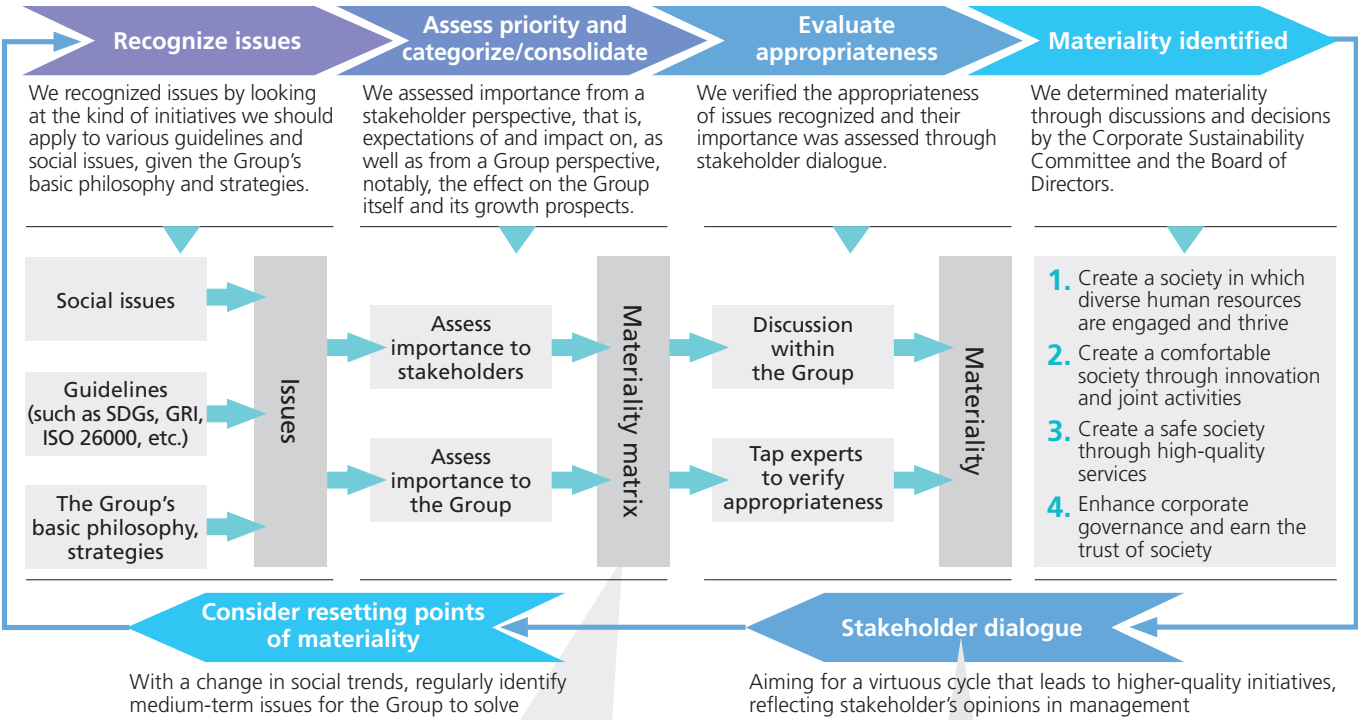 Recognize issues
Assess priority and
categorize/consolidate
Evaluate
appropriateness
Materiality identified
We recognized issues by looking
at the kind of initiatives we should
apply to various guidelines and
social issues, given the Group's
basic philosophy and strategies.
We assessed importance from a
stakeholder perspective, that is,
expectations of and impact on, as
well as from a Group perspective,
notably, the effect on the Group
itself and its growth prospects.
We verified the appropriateness
of issues recognized and their
importance was assessed through
stakeholder dialogue.
We determined materiality
through discussions and decisions
by the Corporate Sustainability
Committee and the Board of
Directors.
Social issues
Guidelines
(such as SDGs, GRI,
ISO 26000, etc.)
The Group's
basic philosophy,
strategies
Issues
Assess
importance to
stakeholders
Assess
importance to
the Group
Materiality matrix
Discussion
within
the Group
Tap experts
to verify
appropriateness
Materiality
1. Create a society in which
diverse human resources
are engaged and thrive
2. Create a comfortable
society through innovation
and joint activities
3. Create a safe society
through high-quality
services
4. Enhance corporate
governance and earn the
trust of society
Consider resetting points
of materiality
Stakeholder dialogue
With a change in social trends, regularly identify
medium-term issues for the Group to solve
Aiming for a virtuous cycle that leads to higher-quality initiatives,
reflecting stakeholder's opinions in management